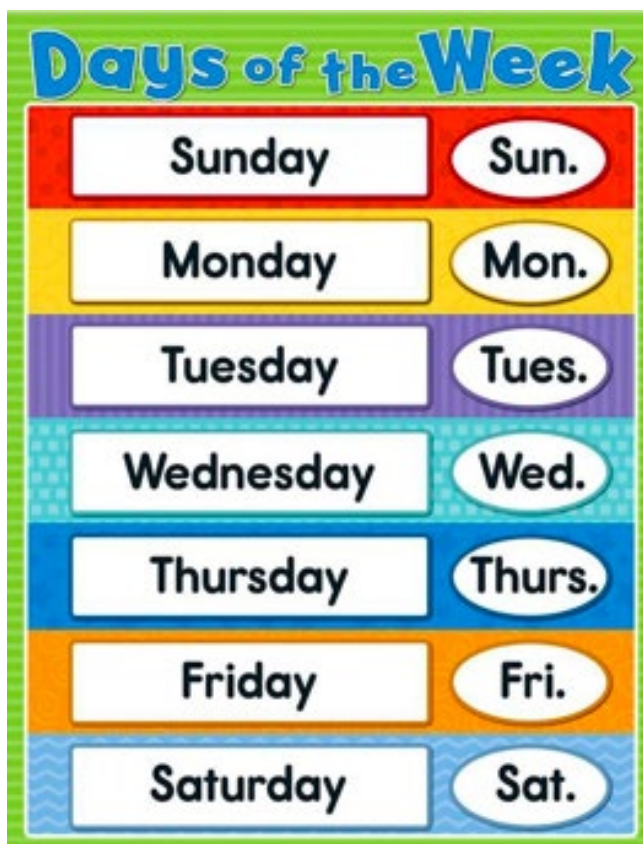 Days of the Week
Sunday Sun.
Monday Mon.
Tuesday Tues.
Wednesday Wed.
Thursday Thurs.
Friday Fri.
Saturday Sat.